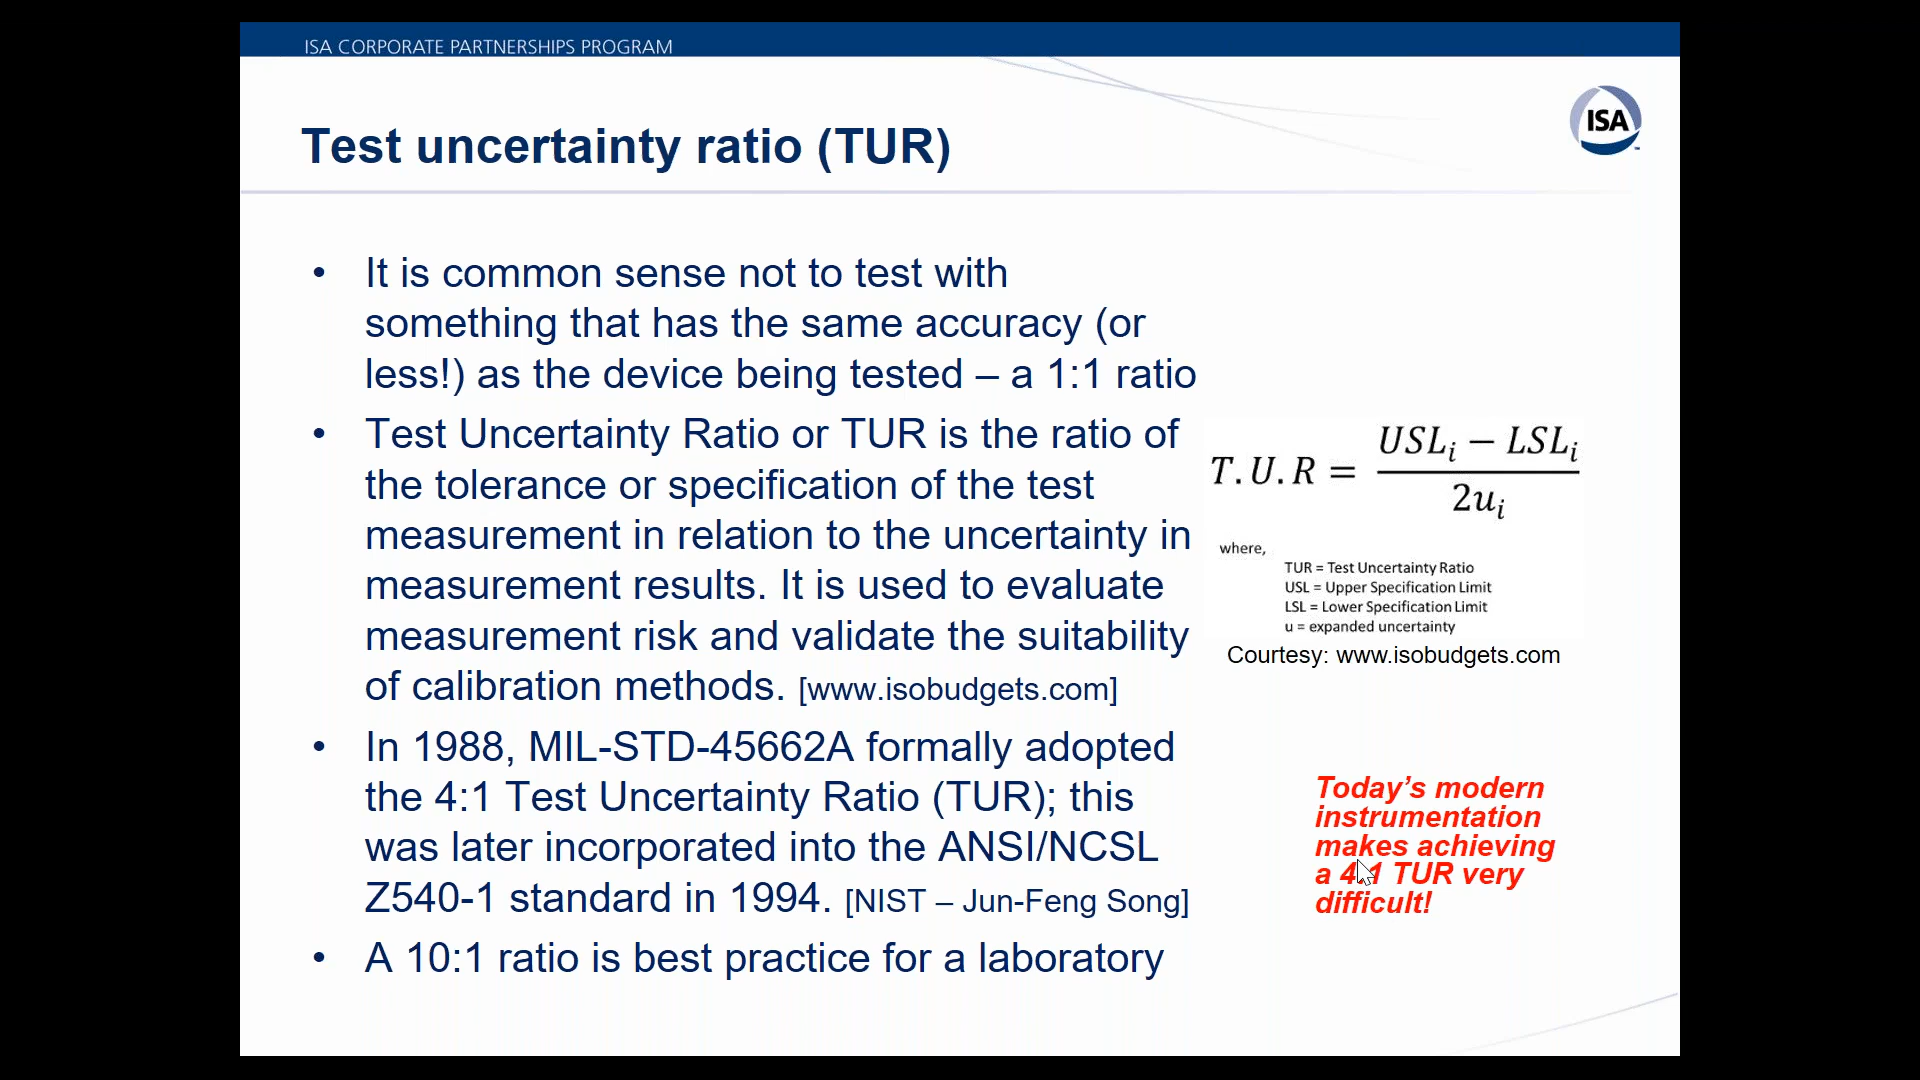 ISA CORPORATE PARTNERSHIPS PROGRAM
ISA
Test uncertainty ratio (TUR)
• It is common sense not to test with
something that has the same accuracy (or
less!) as the device being tested – a 1:1 ratio
• Test Uncertainty Ratio or TUR is the ratio of
the tolerance or specification of the test
measurement in relation to the uncertainty in
measurement results. It is used to evaluate
measurement risk and validate the suitability
of calibration methods. [www.isobudgets.com]
• In 1988, MIL-STD-45662A formally adopted
the 4:1 Test Uncertainty Ratio (TUR); this
was later incorporated into the ANSI/NCSL
Z540-1 standard in 1994. [NIST – Jun-Feng Song]
• A 10:1 ratio is best practice for a laboratory
T.U.R = (USLᵢ − LSLᵢ) / 2uᵢ
where,
TUR = Test Uncertainty Ratio
USL = Upper Specification Limit
LSL = Lower Specification Limit
u = expanded uncertainty
Courtesy: www.isobudgets.com
Today’s modern
instrumentation
makes achieving
a 4:1 TUR very
difficult!